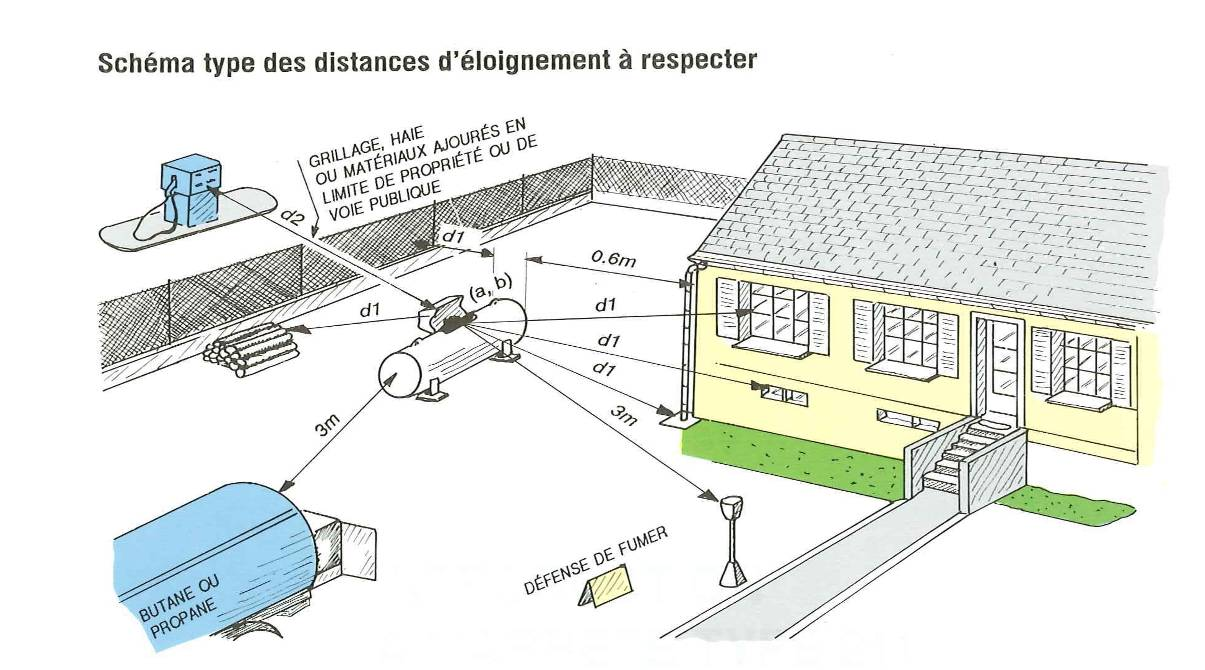 Schéma type des distances d'éloignement à respecter
GRILLAGE, HAIE
OU MATÉRIAUX AJOURÉS EN
LIMITE DE PROPRIÉTÉ OU DE
VOIE PUBLIQUE
d2
d1
0.6m
(a, b)
d1
d1
d1
d1
3m
3m
DÉFENSE DE FUMER
BUTANE OU
PROPANE